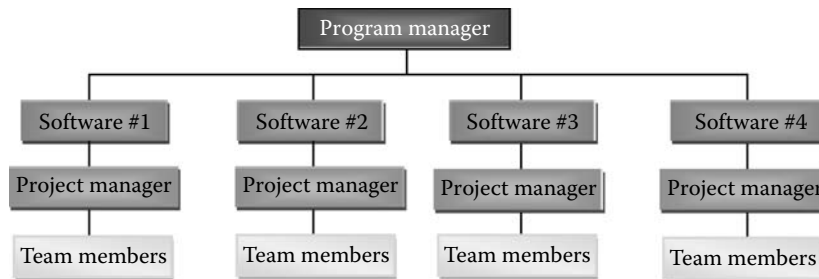 Program manager
Software #1
Software #2
Software #3
Software #4
Project manager
Project manager
Project manager
Project manager
Team members
Team members
Team members
Team members